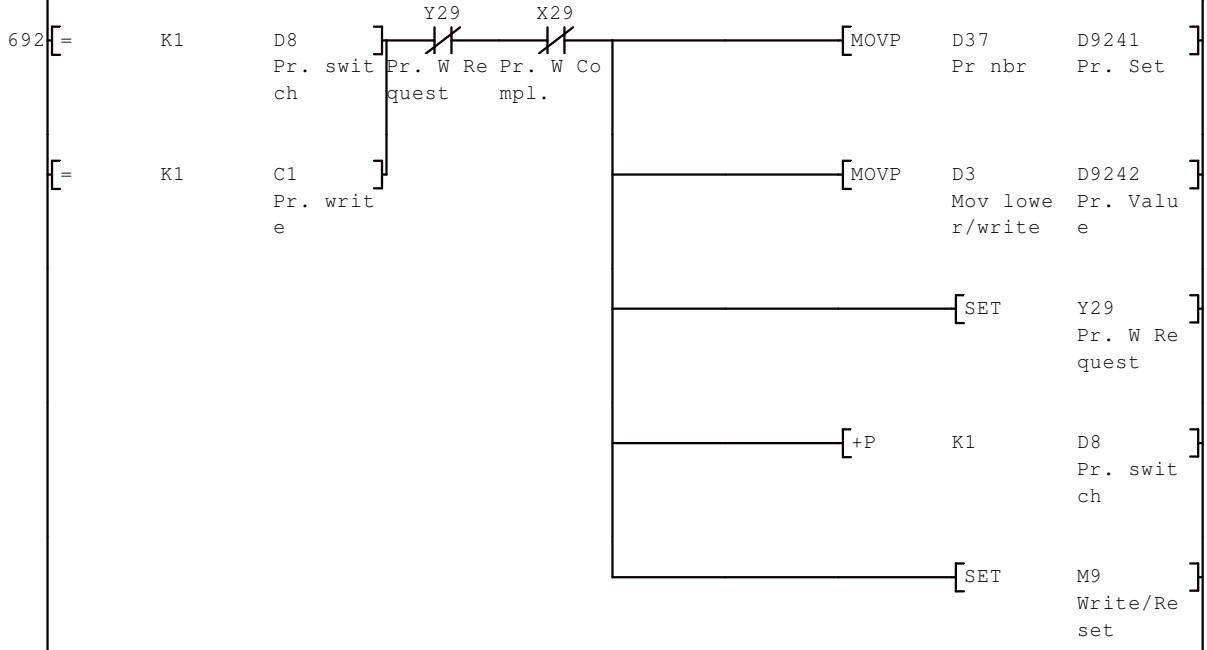 Y29 X29
692 = K1 D8 MOVP D37 D9241
Pr. swit Pr. W Re Pr. W Co Pr nbr Pr. Set
ch quest mpl.
= K1 C1 MOVP D3 D9242
Pr. writ Mov lowe Pr. Valu
e r/write e
SET Y29
Pr. W Re
quest
+P K1 D8
Pr. swit
ch
SET M9
Write/Re
set